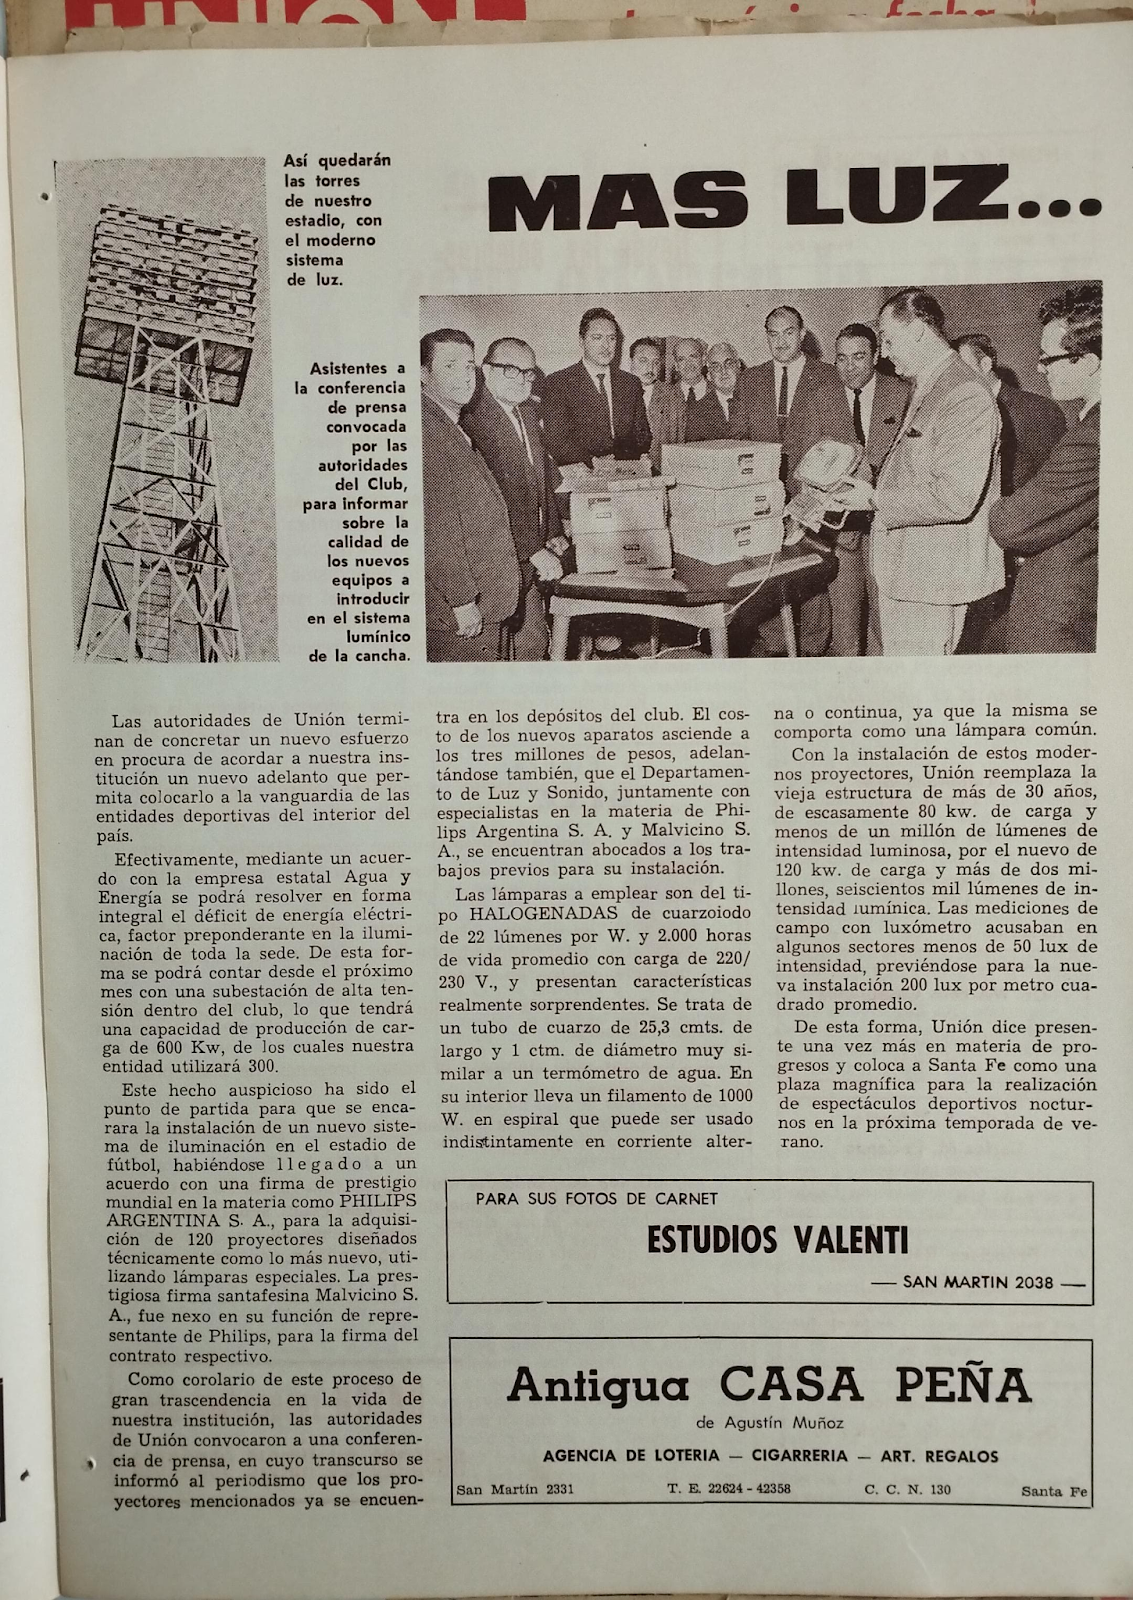 UNION
Así quedarán
las torres
de nuestro
estadio, con
el moderno
sistema
de luz.
MAS LUZ...
Asistentes a
la conferencia
de prensa
convocada
por las
autoridades
del Club,
para informar
sobre la
calidad de
los nuevos
equipos a
introducir
en el sistema
lumínico
de la cancha.
Las autoridades de Unión termi-
nan de concretar un nuevo esfuerzo
en procura de acordar a nuestra ins-
titución un nuevo adelanto que per-
mita colocarlo a la vanguardia de las
entidades deportivas del interior del
país.
Efectivamente, mediante un acuer-
do con la empresa estatal Agua y
Energía se podrá resolver en forma
integral el déficit de energía eléctri-
ca, factor preponderante en la ilumi-
nación de toda la sede. De esta for-
ma se podrá contar desde el próximo
mes con una subestación de alta ten-
sión dentro del club, lo que tendrá
una capacidad de producción de car-
ga de 600 Kw, de los cuales nuestra
entidad utilizará 300.
Este hecho auspicioso ha sido el
punto de partida para que se enca-
rara la instalación de un nuevo siste-
ma de iluminación en el estadio de
fútbol, habiéndose llegado a un
acuerdo con una firma de prestigio
mundial en la materia como PHILIPS
ARGENTINA S. A., para la adquisi-
ción de 120 proyectores diseñados
técnicamente como lo más nuevo, uti-
lizando lámparas especiales. La pres-
tigiosa firma santafesina Malvicino S.
A., fue nexo en su función de repre-
sentante de Philips, para la firma del
contrato respectivo.
Como corolario de este proceso de
gran trascendencia en la vida de
nuestra institución, las autoridades
de Unión convocaron a una conferen-
cia de prensa, en cuyo transcurso se
informó al periodismo que los pro-
yectores mencionados ya se encuen-
tra en los depósitos del club. El cos-
to de los nuevos aparatos asciende a
los tres millones de pesos, adelan-
tándose también, que el Departamen-
to de Luz y Sonido, juntamente con
especialistas en la materia de Phi-
lips Argentina S. A. y Malvicino S.
A., se encuentran abocados a los tra-
bajos previos para su instalación.
Las lámparas a emplear son del ti-
po HALOGENADAS de cuarzoiodo
de 22 lúmenes por W. y 2.000 horas
de vida promedio con carga de 220/
230 V., y presentan características
realmente sorprendentes. Se trata de
un tubo de cuarzo de 25,3 cmts. de
largo y 1 ctm. de diámetro muy si-
milar a un termómetro de agua. En
su interior lleva un filamento de 1000
W. en espiral que puede ser usado
indistintamente en corriente alter-
na o continua, ya que la misma se
comporta como una lámpara común.
Con la instalación de estos moder-
nos proyectores, Unión reemplaza la
vieja estructura de más de 30 años,
de escasamente 80 kw. de carga y
menos de un millón de lúmenes de
intensidad luminosa, por el nuevo de
120 kw. de carga y más de dos mi-
llones, seiscientos mil lúmenes de in-
tensidad lumínica. Las mediciones de
campo con luxómetro acusaban en
algunos sectores menos de 50 lux de
intensidad, previéndose para la nue-
va instalación 200 lux por metro cua-
drado promedio.
De esta forma, Unión dice presen-
te una vez más en materia de pro-
gresos y coloca a Santa Fe como una
plaza magnífica para la realización
de espectáculos deportivos noctur-
nos en la próxima temporada de ve-
rano.
PARA SUS FOTOS DE CARNET
ESTUDIOS VALENTI
— SAN MARTIN 2038 —
Antigua CASA PEÑA
de Agustín Muñoz
AGENCIA DE LOTERIA — CIGARRERIA — ART. REGALOS
San Martín 2331 T. E. 22624 - 42358 C. C. N. 130 Santa Fe